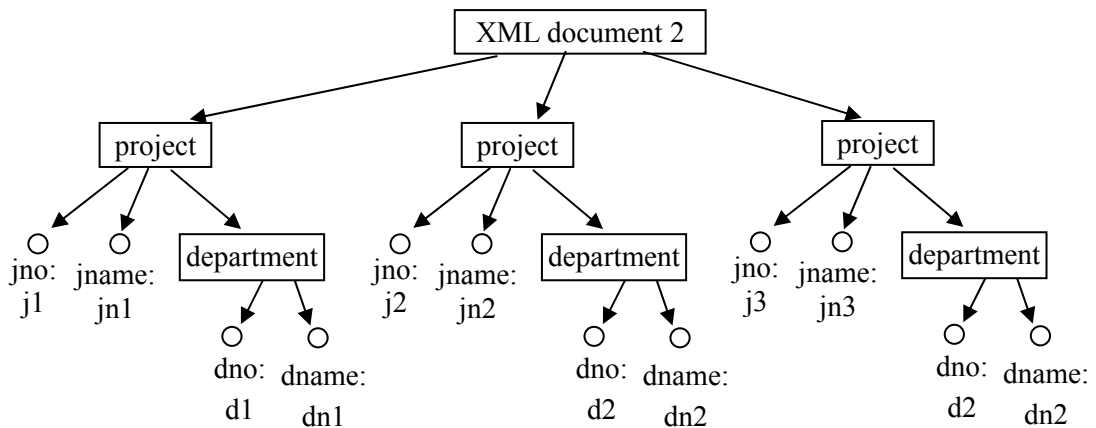 XML document 2
project
project
project
jno:
j1
jname:
jn1
department
jno:
j2
jname:
jn2
department
jno:
j3
jname:
jn3
department
dno:
d1
dname:
dn1
dno:
d2
dname:
dn2
dno:
d2
dname:
dn2